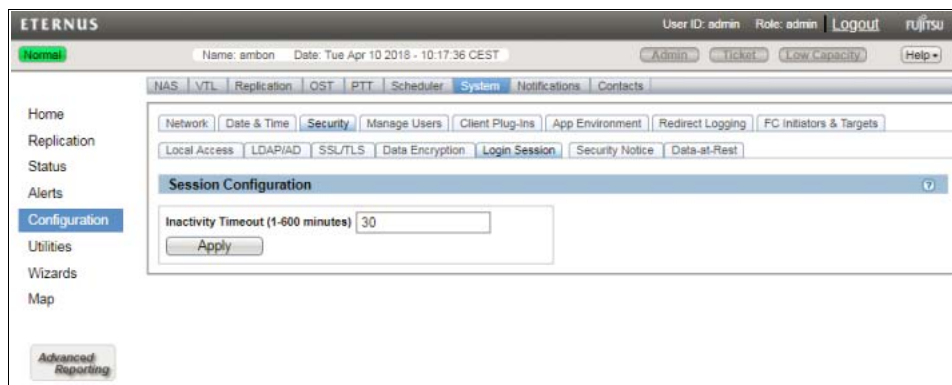 ETERNUS User ID: admin Role: admin Logout FUJITSU
Normal Name: ambon Date: Tue Apr 10 2018 - 10:17:36 CEST Admin Ticket Low Capacity Help
NAS VTL Replication OST PTT Scheduler System Notifications Contacts
Home
Replication
Status
Alerts
Configuration
Utilities
Wizards
Map
Advanced
Reporting
Network Date & Time Security Manage Users Client Plug-Ins App Environment Redirect Logging FC Initiators & Targets
Local Access LDAP/AD SSL/TLS Data Encryption Login Session Security Notice Data-at-Rest
Session Configuration ?
Inactivity Timeout (1-600 minutes) 30
Apply